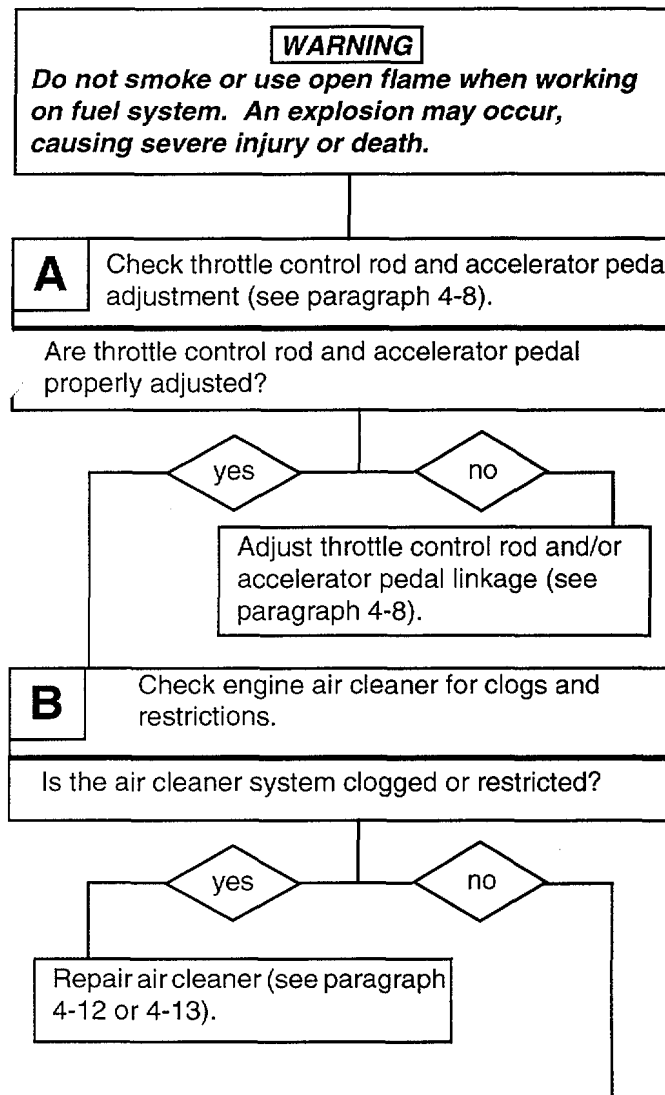 WARNING
Do not smoke or use open flame when working
on fuel system. An explosion may occur,
causing severe injury or death.
A
Check throttle control rod and accelerator peda
adjustment (see paragraph 4-8).
Are throttle control rod and accelerator pedal
properly adjusted?
yes
no
Adjust throttle control rod and/or
accelerator pedal linkage (see
paragraph 4-8).
B
Check engine air cleaner for clogs and
restrictions.
Is the air cleaner system clogged or restricted?
yes
no
Repair air cleaner (see paragraph
4-12 or 4-13).